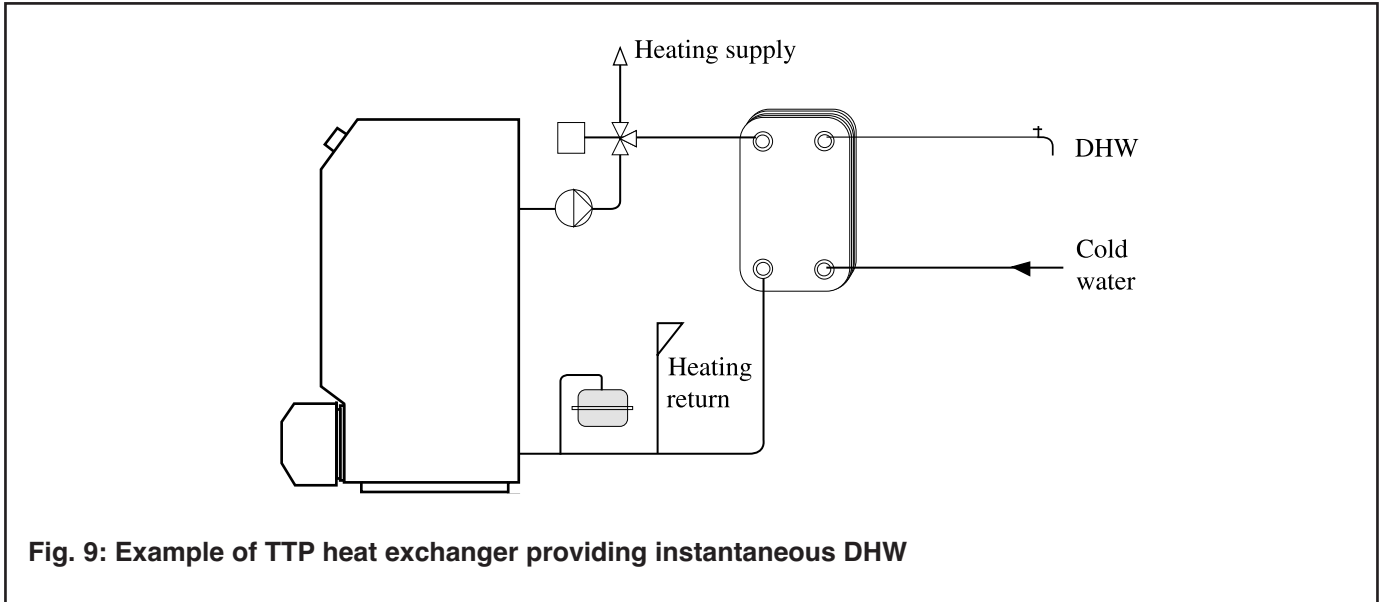 Heating supply
DHW
Cold
water
Heating
return
Fig. 9: Example of TTP heat exchanger providing instantaneous DHW